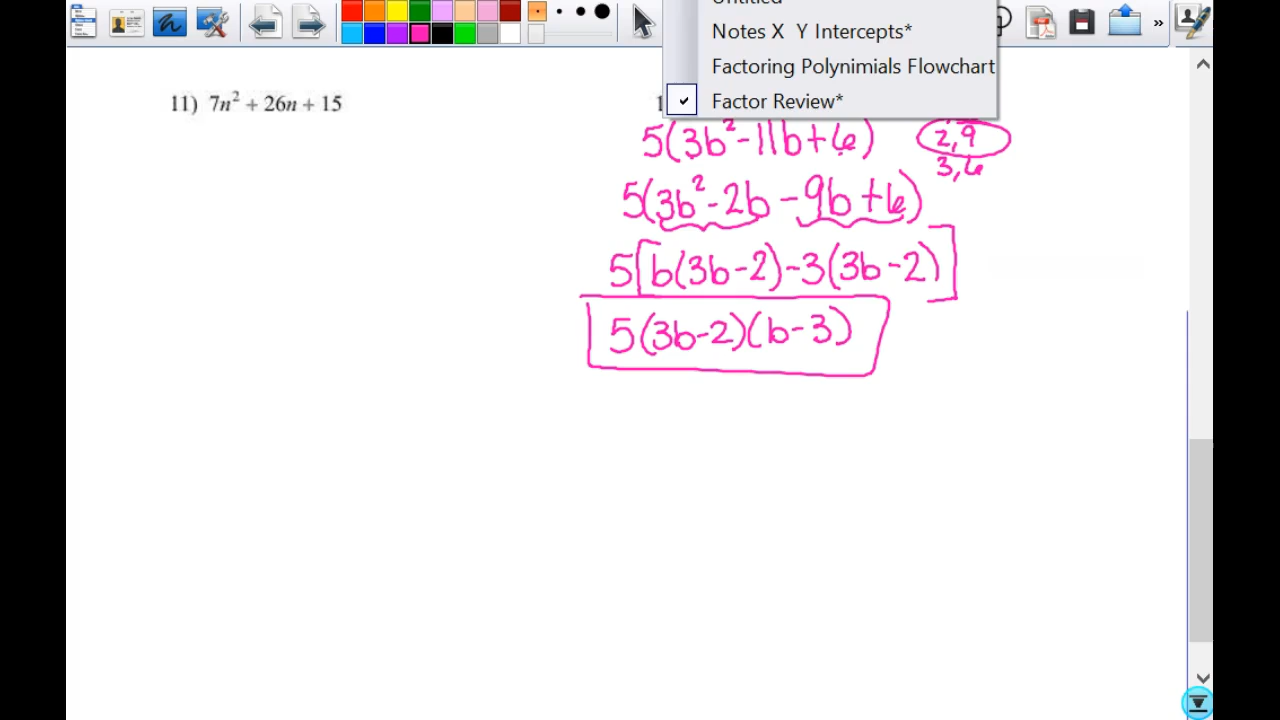 Untitled
Notes X Y Intercepts*
Factoring Polynimials Flowchart
Factor Review*
11) 7n² + 26n + 15
5(3b²-11b+6)
2,9
3,6
5(3b²-2b-9b+6)
5[b(3b-2)-3(3b-2)]
5(3b-2)(b-3)